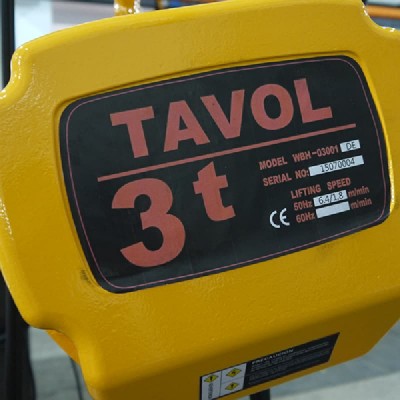 TAVOL
3t
MODEL WBH-03001 DE
SERIAL NO: 15070004
LIFTING SPEED
50Hz 6.4/1.8 m/min
CE 60Hz m/min